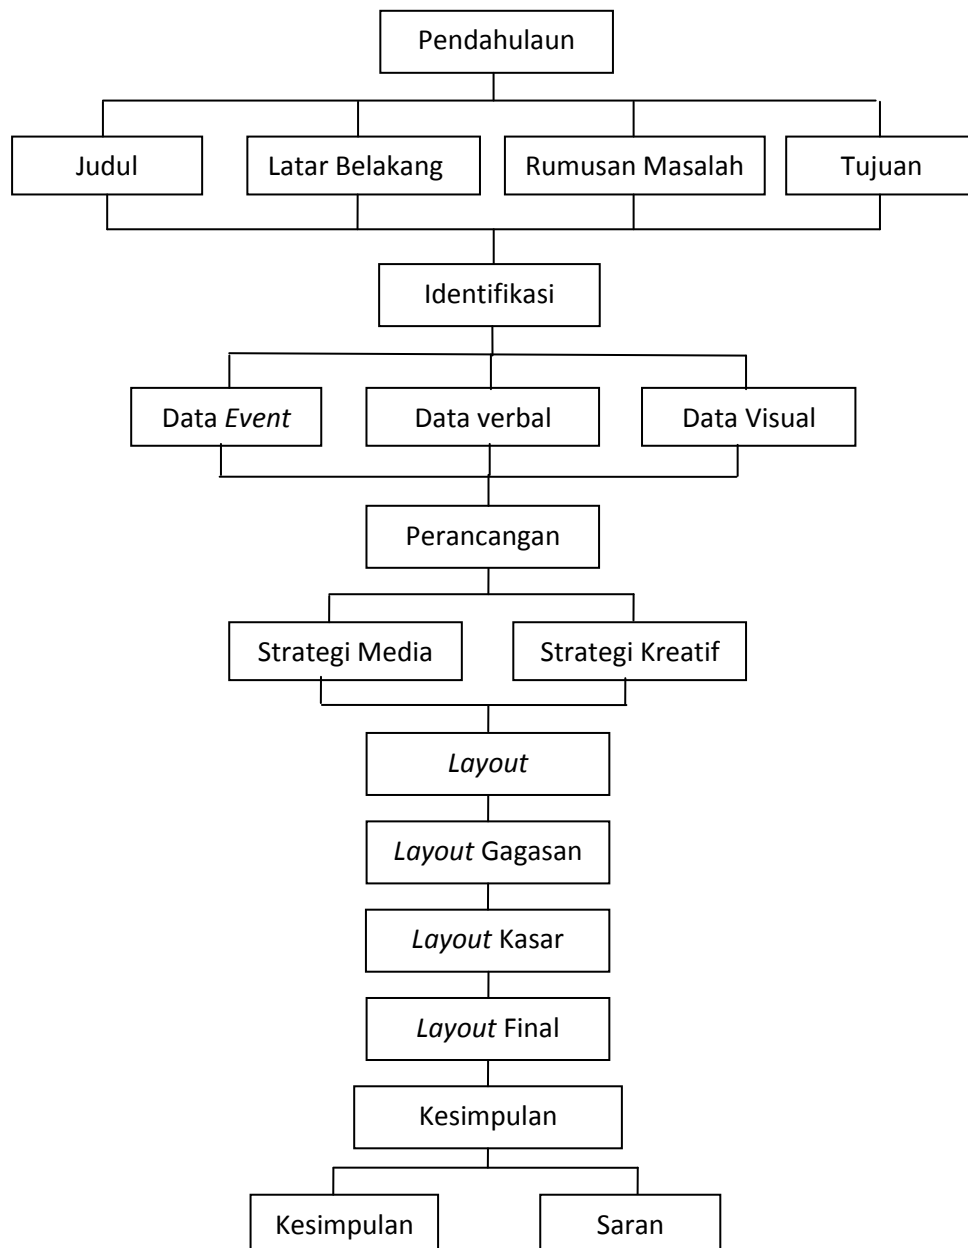 Pendahulaun
Judul
Latar Belakang
Rumusan Masalah
Tujuan
Identifikasi
Data Event
Data verbal
Data Visual
Perancangan
Strategi Media
Strategi Kreatif
Layout
Layout Gagasan
Layout Kasar
Layout Final
Kesimpulan
Kesimpulan
Saran